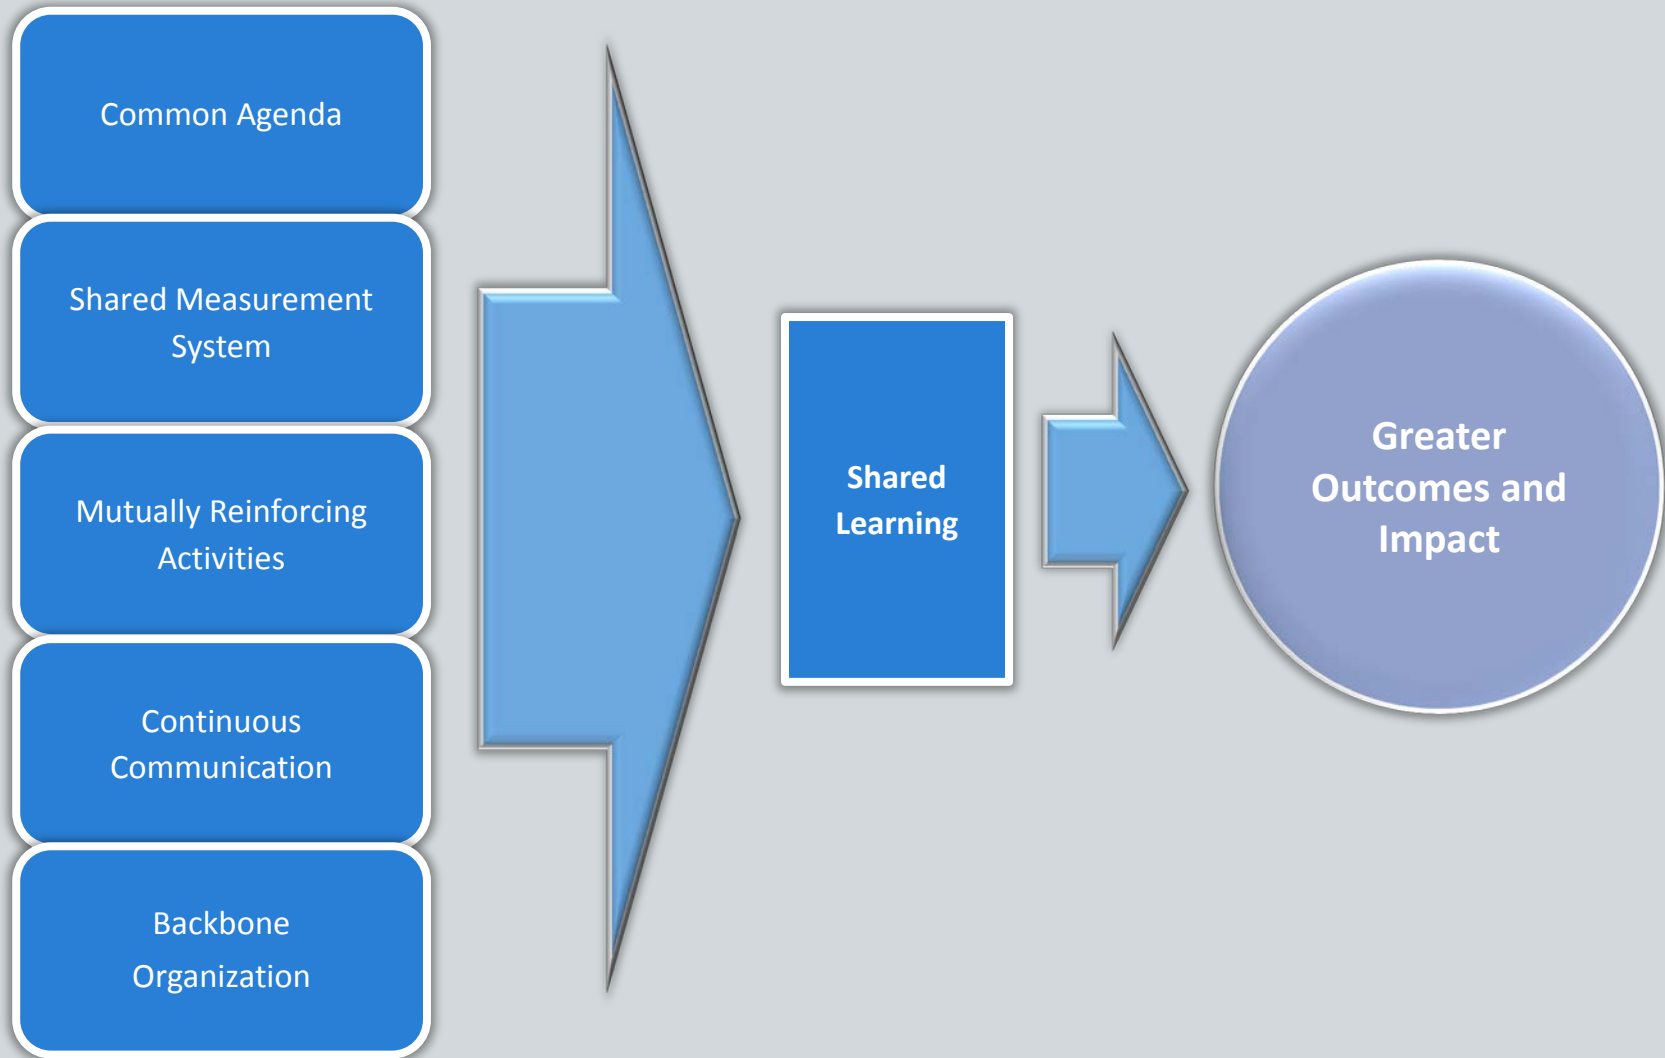 Common Agenda
Shared Measurement
System
Mutually Reinforcing
Activities
Continuous
Communication
Backbone
Organization
Shared
Learning
Greater
Outcomes and
Impact